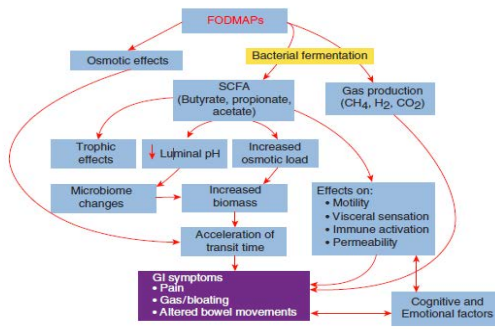 FODMAPs
Osmotic effects
Bacterial fermentation
SCFA
(Butyrate, propionate,
acetate)
Gas production
(CH4, H2, CO2)
Trophic
effects
Luminal pH
Increased
osmotic load
Microbiome
changes
Increased
biomass
Effects on:
• Motility
• Visceral sensation
• Immune activation
• Permeability
Acceleration of
transit time
GI symptoms
• Pain
• Gas/bloating
• Altered bowel movements
Cognitive and
Emotional factors